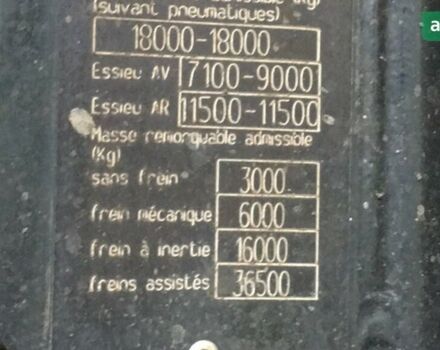 (suivant pneumatiques)
18000-18000
Essieu AV 7100-9000
Essieu AR 11500-11500
Masse remorquable admissible
(Kg)
sans frein 3000
frein mécanique 6000
frein à inertie 16000
freins assistés 36500